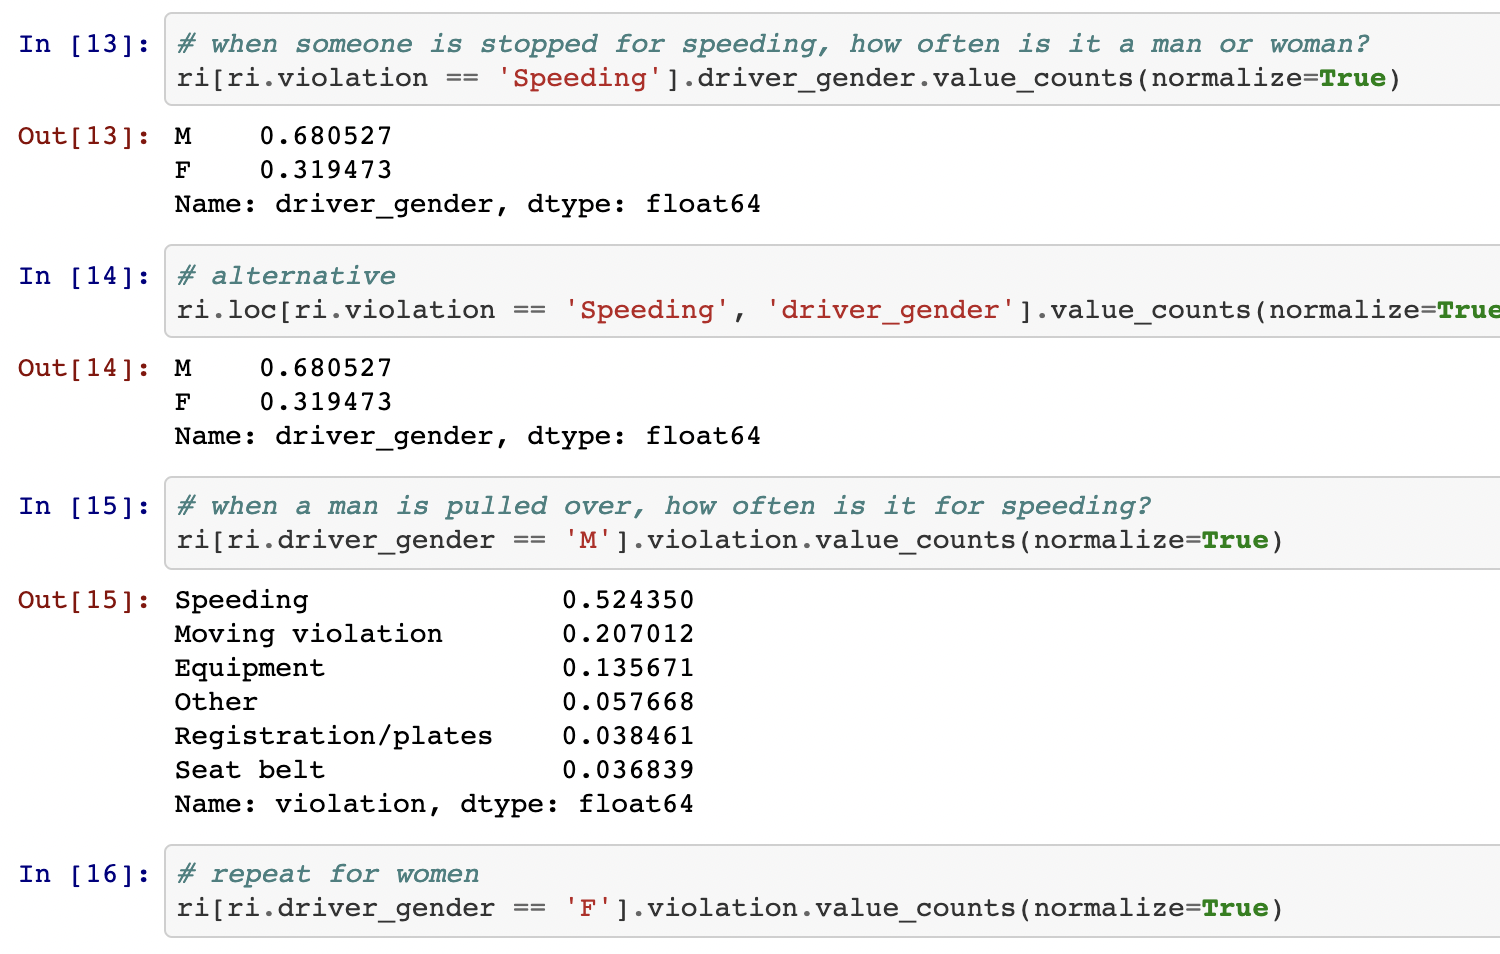 In [13]: # when someone is stopped for speeding, how often is it a man or woman?
ri[ri.violation == 'Speeding'].driver_gender.value_counts(normalize=True)
Out[13]: M    0.680527
F    0.319473
Name: driver_gender, dtype: float64
In [14]: # alternative
ri.loc[ri.violation == 'Speeding', 'driver_gender'].value_counts(normalize=True
Out[14]: M    0.680527
F    0.319473
Name: driver_gender, dtype: float64
In [15]: # when a man is pulled over, how often is it for speeding?
ri[ri.driver_gender == 'M'].violation.value_counts(normalize=True)
Out[15]: Speeding               0.524350
Moving violation       0.207012
Equipment              0.135671
Other                  0.057668
Registration/plates    0.038461
Seat belt              0.036839
Name: violation, dtype: float64
In [16]: # repeat for women
ri[ri.driver_gender == 'F'].violation.value_counts(normalize=True)